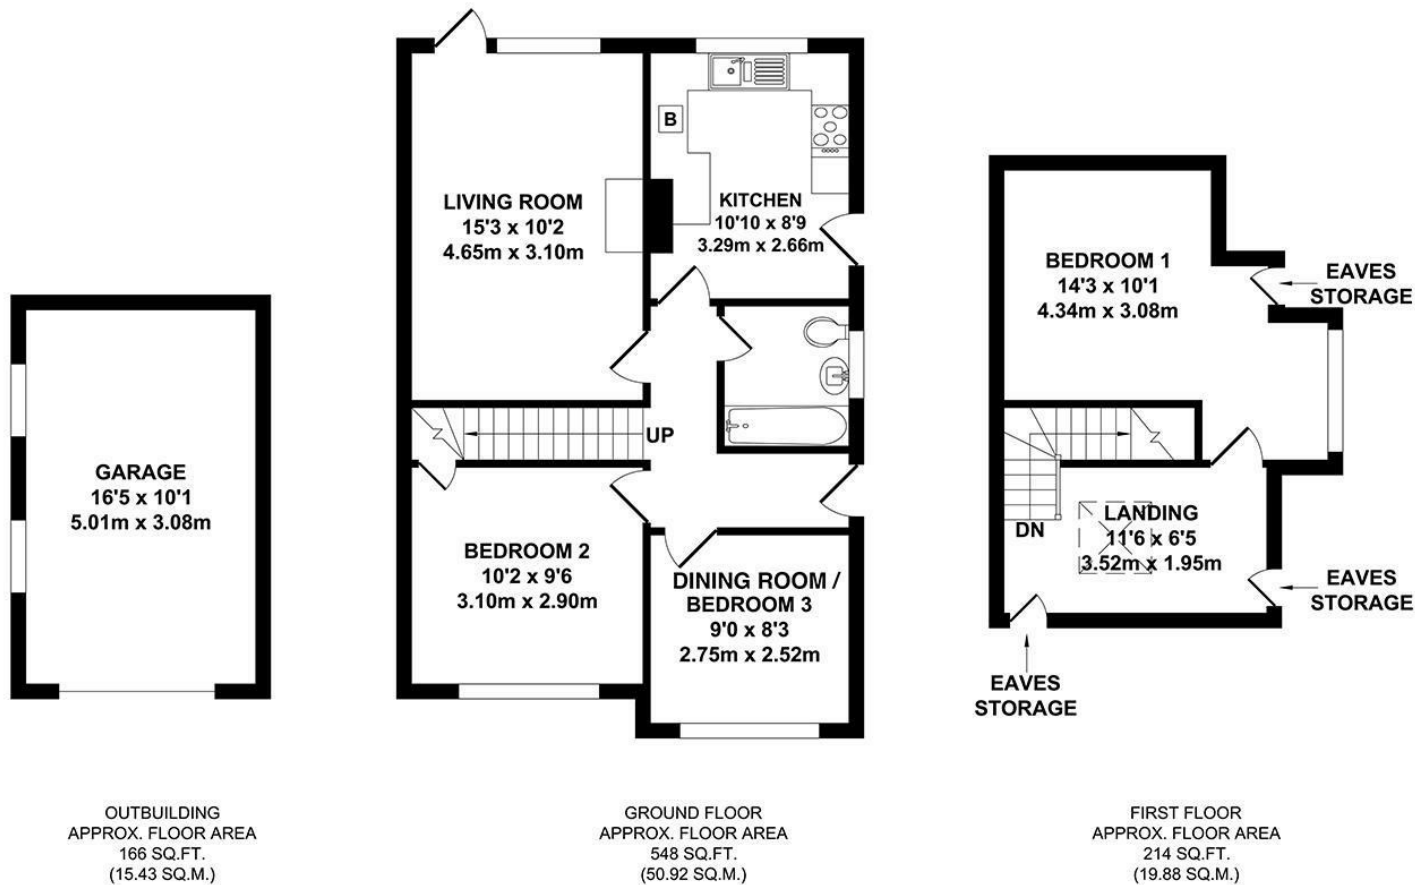 LIVING ROOM
15'3 x 10'2
4.65m x 3.10m
B
KITCHEN
10'10 x 8'9
3.29m x 2.66m
UP
BEDROOM 2
10'2 x 9'6
3.10m x 2.90m
DINING ROOM /
BEDROOM 3
9'0 x 8'3
2.75m x 2.52m
GARAGE
16'5 x 10'1
5.01m x 3.08m
BEDROOM 1
14'3 x 10'1
4.34m x 3.08m
EAVES
STORAGE
DN
LANDING
11'6 x 6'5
3.52m x 1.95m
EAVES
STORAGE
EAVES
STORAGE
OUTBUILDING
APPROX. FLOOR AREA
166 SQ.FT.
(15.43 SQ.M.)
GROUND FLOOR
APPROX. FLOOR AREA
548 SQ.FT.
(50.92 SQ.M.)
FIRST FLOOR
APPROX. FLOOR AREA
214 SQ.FT.
(19.88 SQ.M.)